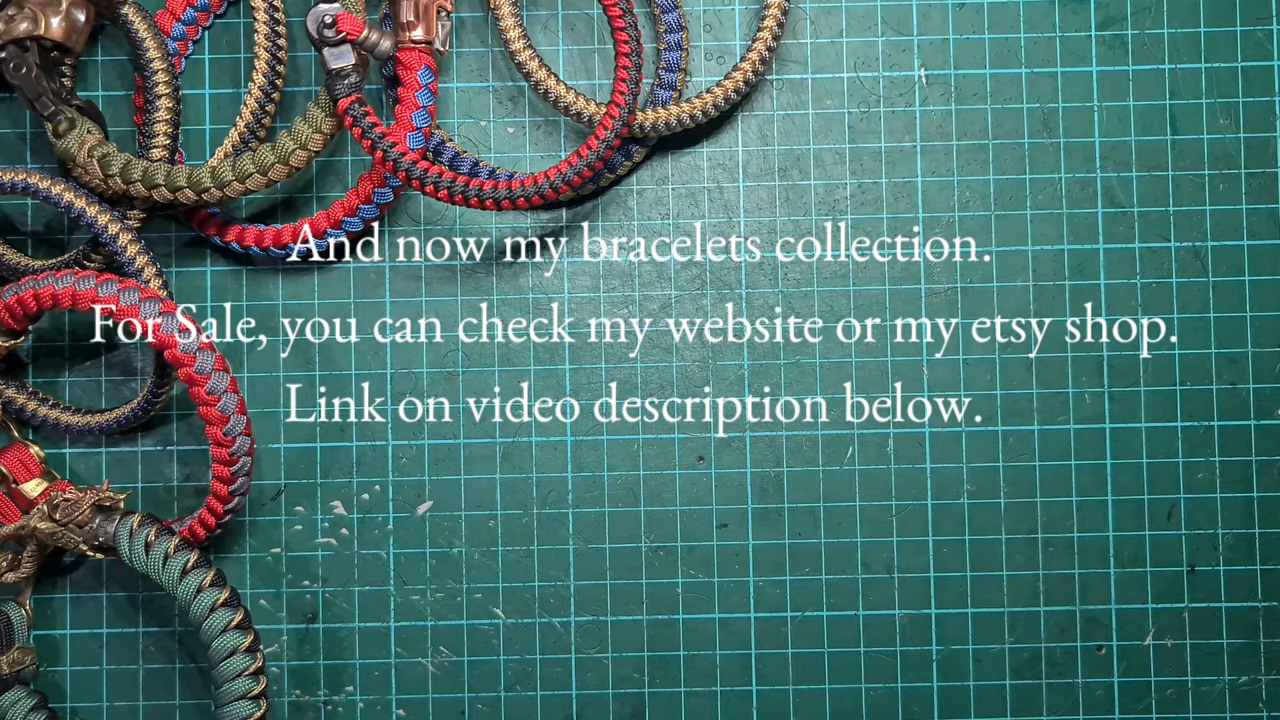 And now my bracelets collection.
For Sale, you can check my website or my etsy shop.
Link on video description below.